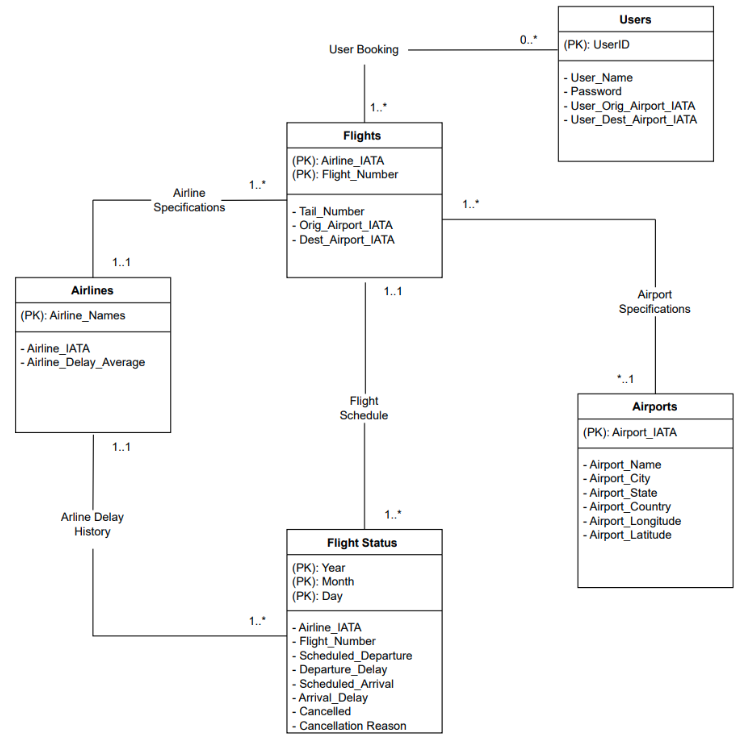 Users
(PK): UserID
- User_Name
- Password
- User_Orig_Airport_IATA
- User_Dest_Airport_IATA
0..*
User Booking
1..*
Flights
(PK): Airline_IATA
(PK): Flight_Number
- Tail_Number
- Orig_Airport_IATA
- Dest_Airport_IATA
1..*
Airline
Specifications
1..1
Airlines
(PK): Airline_Names
- Airline_IATA
- Airline_Delay_Average
1..*
Airport
Specifications
*..1
Airports
(PK): Airport_IATA
- Airport_Name
- Airport_City
- Airport_State
- Airport_Country
- Airport_Longitude
- Airport_Latitude
1..1
Flight
Schedule
1..*
1..1
Arline Delay
History
1..*
Flight Status
(PK): Year
(PK): Month
(PK): Day
- Airline_IATA
- Flight_Number
- Scheduled_Departure
- Departure_Delay
- Scheduled_Arrival
- Arrival_Delay
- Cancelled
- Cancellation Reason